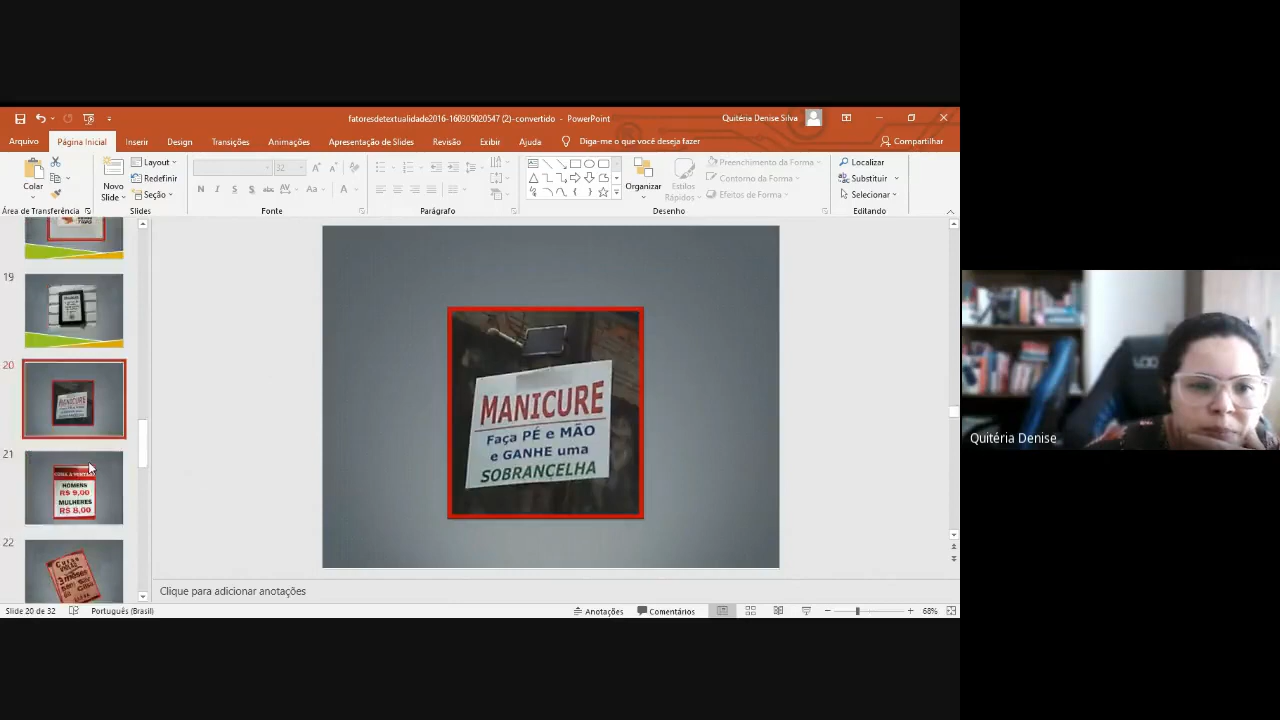 fatoresdetextualidade2016-160305020547 (2)-convertido - PowerPoint
Quitéria Denise Silva
Arquivo
Página Inicial
Inserir
Design
Transições
Animações
Apresentação de Slides
Revisão
Exibir
Ajuda
Diga-me o que você deseja fazer
Compartilhar
Colar
Novo
Slide
Layout
Redefinir
Seção
32
N I S S abc AV Aa A
Organizar
Estilos
Rápidos
Preenchimento da Forma
Contorno da Forma
Efeitos de Forma
Localizar
Substituir
Selecionar
Área de Transferência
Slides
Fonte
Parágrafo
Desenho
Editando
19
20
21
HOMENS
R$ 9,00
MULHERES
R$ 8,00
22
MANICURE
Faça PÉ e MÃO
e GANHE uma
SOBRANCELHA
Clique para adicionar anotações
Slide 20 de 32
Português (Brasil)
Anotações
Comentários
68%
Quitéria Denise